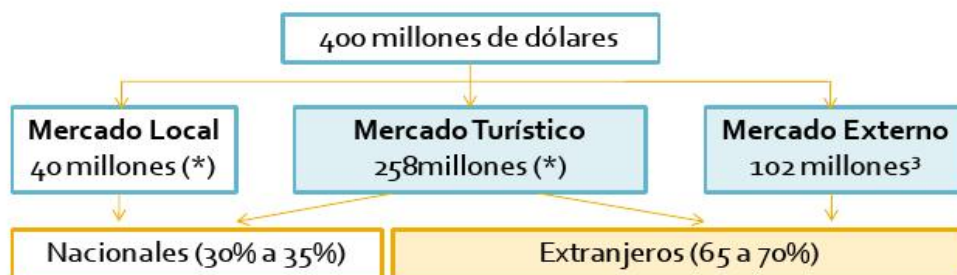 400 millones de dólares
Mercado Local
40 millones (*)
Mercado Turístico
258millones (*)
Mercado Externo
102 millones³
Nacionales (30% a 35%)
Extranjeros (65 a 70%)